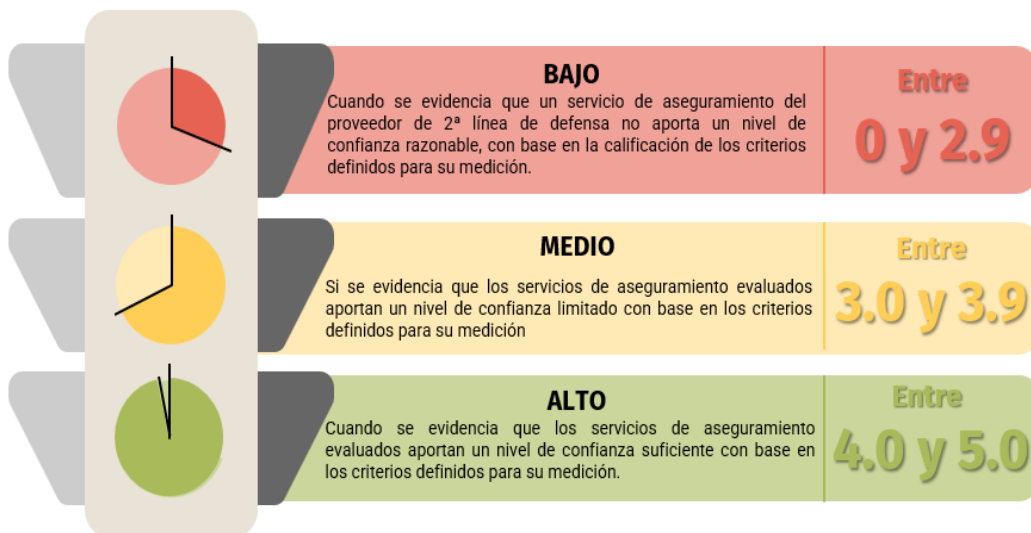 BAJO
Cuando se evidencia que un servicio de aseguramiento del
proveedor de 2ª línea de defensa no aporta un nivel de
confianza razonable, con base en la calificación de los criterios
definidos para su medición.
Entre
0 y 2.9
MEDIO
Si se evidencia que los servicios de aseguramiento evaluados
aportan un nivel de confianza limitado con base en los criterios
definidos para su medición
Entre
3.0 y 3.9
ALTO
Cuando se evidencia que los servicios de aseguramiento
evaluados aportan un nivel de confianza suficiente con base en
los criterios definidos para su medición.
Entre
4.0 y 5.0